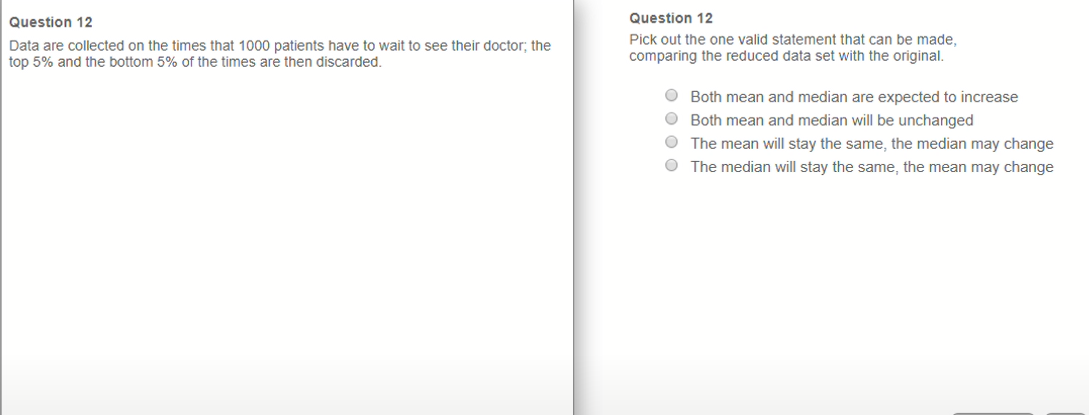 Question 12
Data are collected on the times that 1000 patients have to wait to see their doctor; the
top 5% and the bottom 5% of the times are then discarded.
Question 12
Pick out the one valid statement that can be made,
comparing the reduced data set with the original.
Both mean and median are expected to increase
Both mean and median will be unchanged
The mean will stay the same, the median may change
The median will stay the same, the mean may change